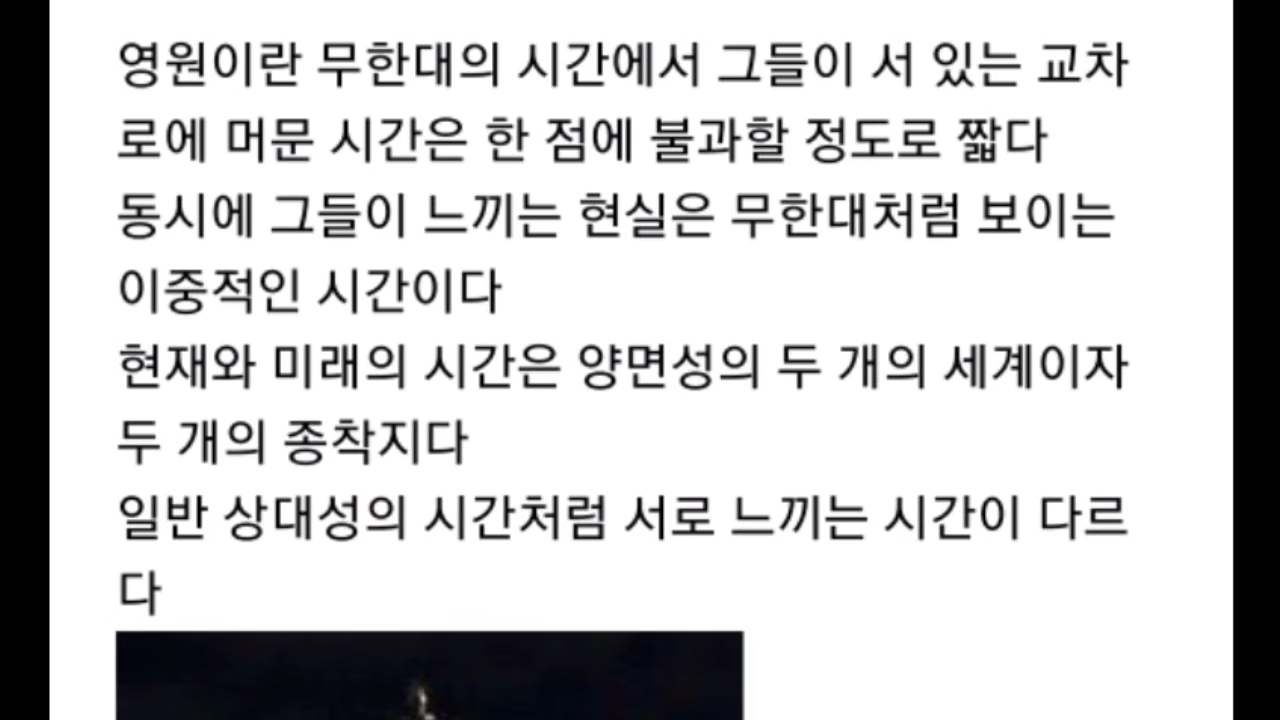 영원이란 무한대의 시간에서 그들이 서 있는 교차
로에 머문 시간은 한 점에 불과할 정도로 짧다
동시에 그들이 느끼는 현실은 무한대처럼 보이는
이중적인 시간이다
현재와 미래의 시간은 양면성의 두 개의 세계이자
두 개의 종착지다
일반 상대성의 시간처럼 서로 느끼는 시간이 다르
다